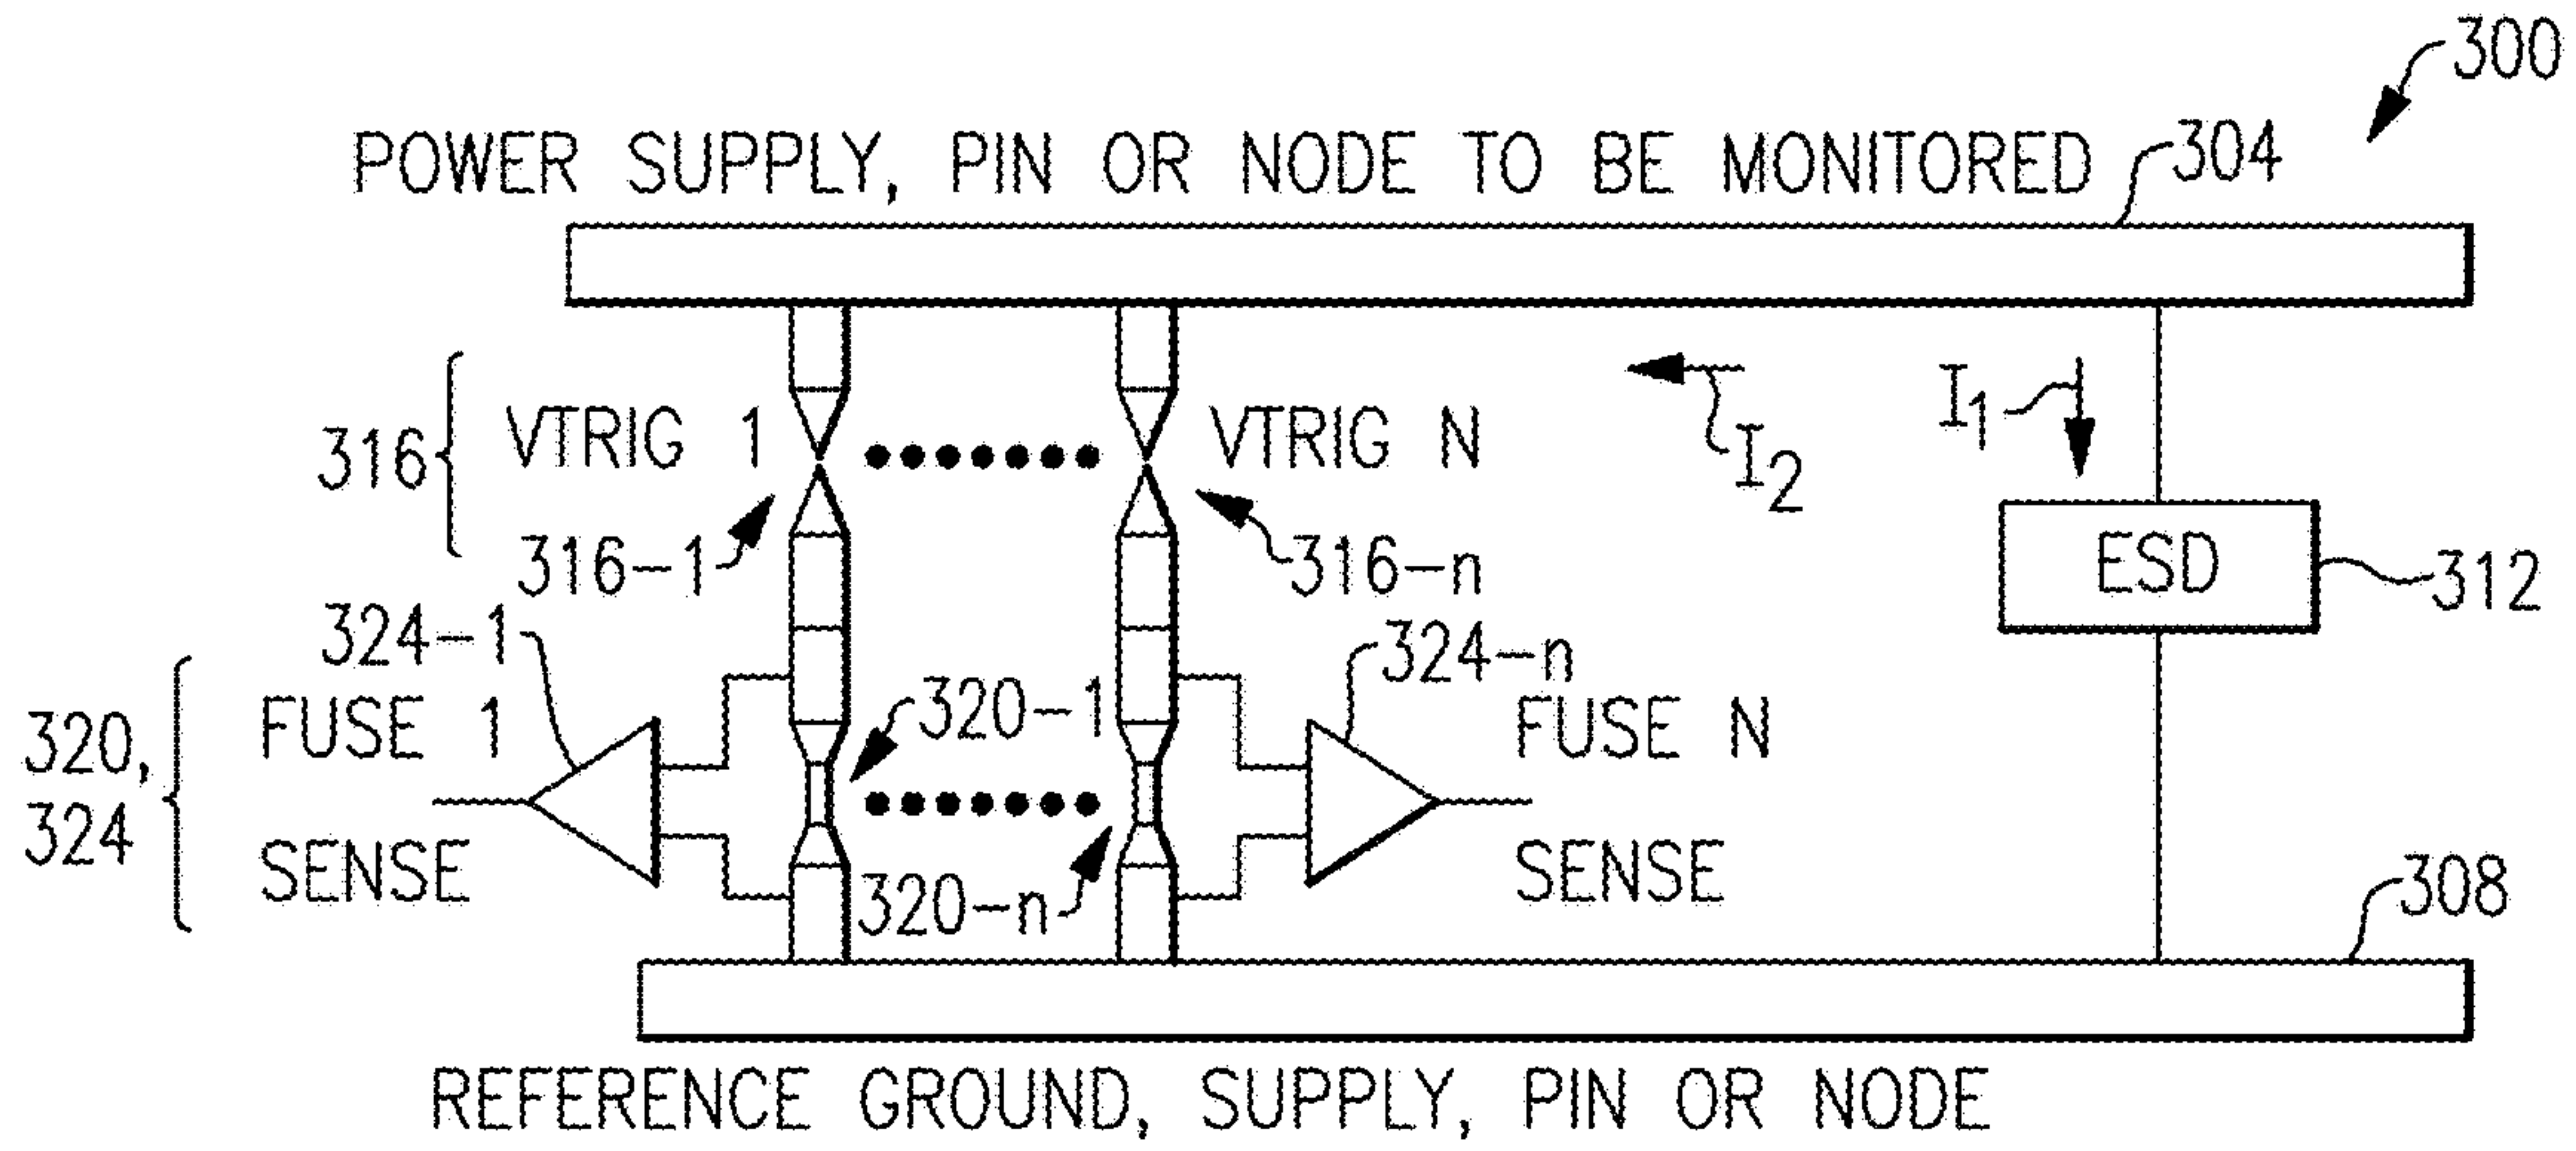 300
POWER SUPPLY, PIN OR NODE TO BE MONITORED
304
316
VTRIG 1
VTRIG N
I2
I1
316-1
316-n
ESD
312
324-1
324-n
320,
324
FUSE 1
SENSE
320-1
320-n
FUSE N
SENSE
308
REFERENCE GROUND, SUPPLY, PIN OR NODE